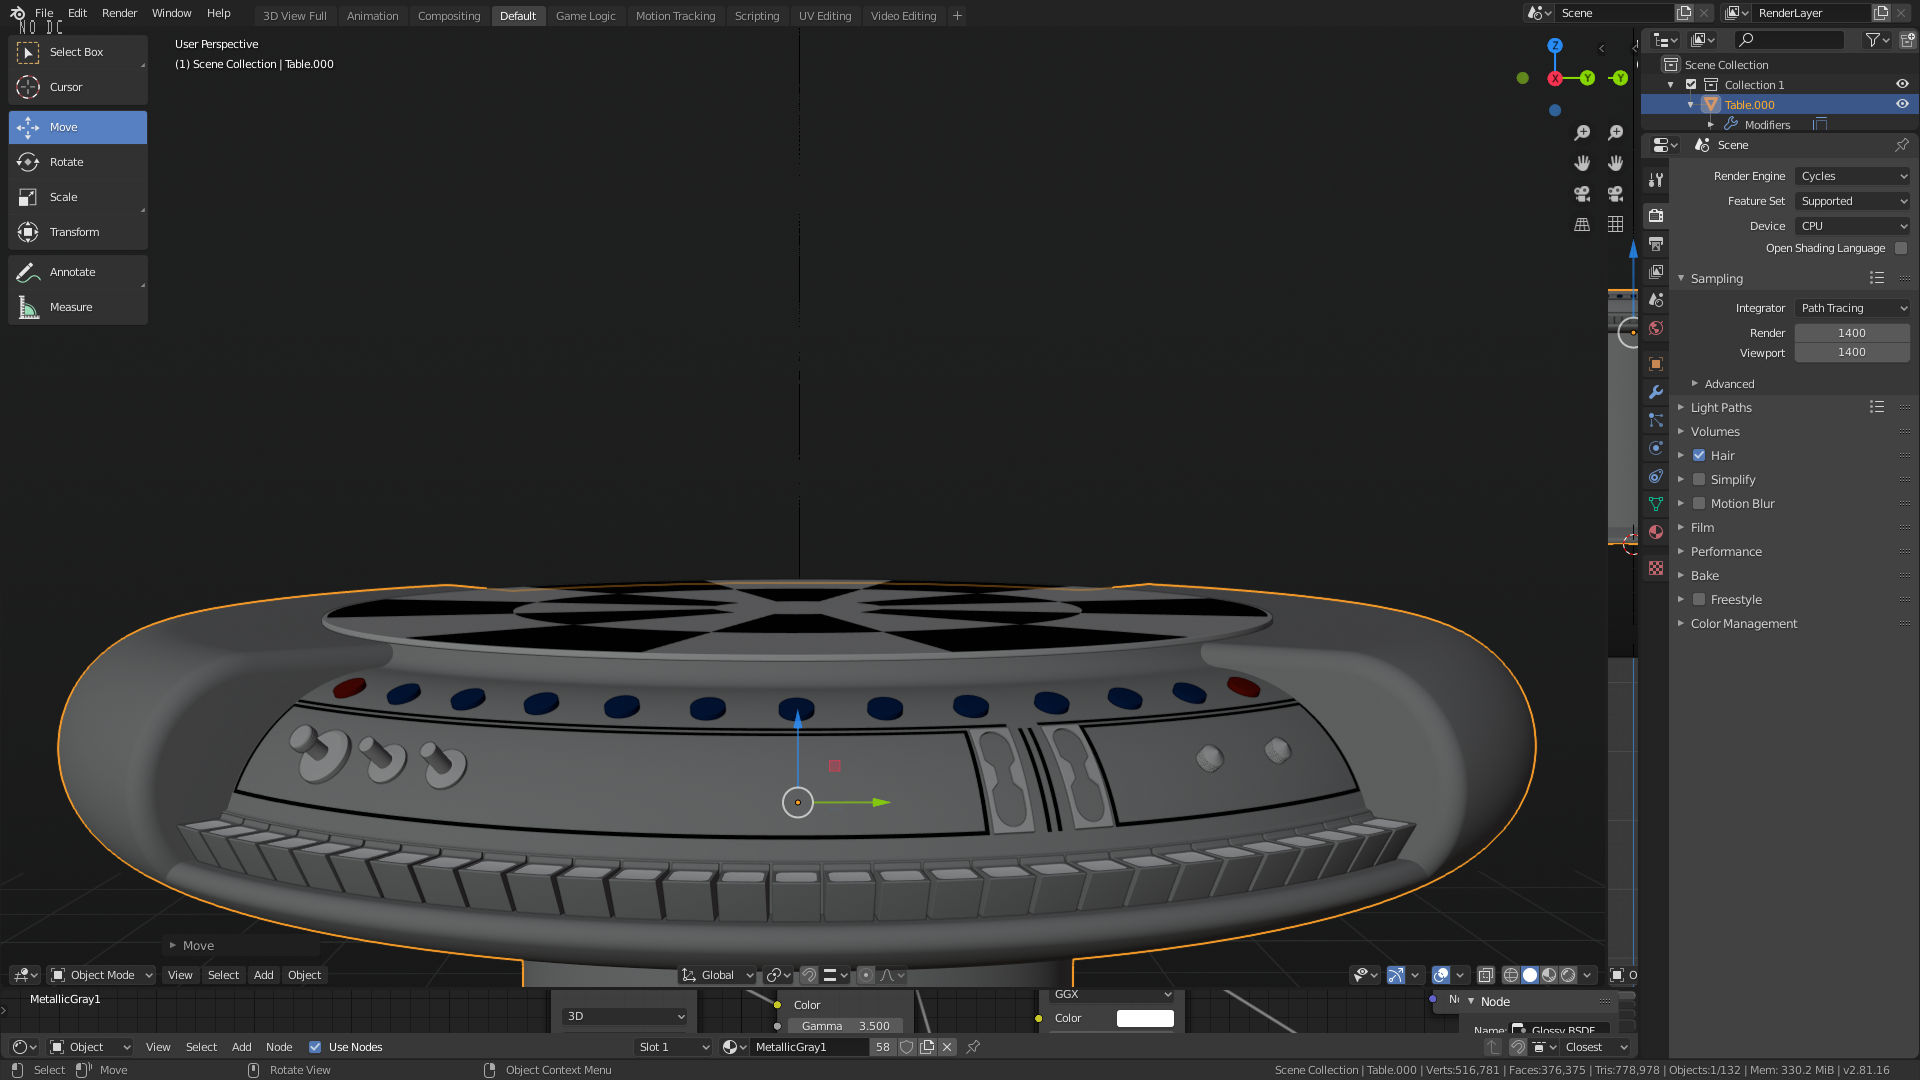 File Edit Render Window Help 3D View Full Animation Compositing Default Game Logic Motion Tracking Scripting UV Editing Video Editing Scene RenderLayer
NO DC
Select Box
Cursor
Move
Rotate
Scale
Transform
Annotate
Measure
User Perspective
(1) Scene Collection | Table.000
Z
X Y Y
Scene Collection
Collection 1
Table.000
Modifiers
Scene
Render Engine Cycles
Feature Set Supported
Device CPU
Open Shading Language
Sampling
Integrator Path Tracing
Render 1400
Viewport 1400
Advanced
Light Paths
Volumes
Hair
Simplify
Motion Blur
Film
Performance
Bake
Freestyle
Color Management
Move
Object Mode View Select Add Object Global O
MetallicGray1
3D
Color
Gamma 3.500
GGX
Color
Node
Name: Glossy BSDF
Object View Select Add Node Use Nodes Slot 1 MetallicGray1 58 Closest
Select Move Rotate View Object Context Menu Scene Collection | Table.000 | Verts:516,781 | Faces:376,375 | Tris:778,978 | Objects:1/132 | Mem: 330.2 MiB | v2.81.16